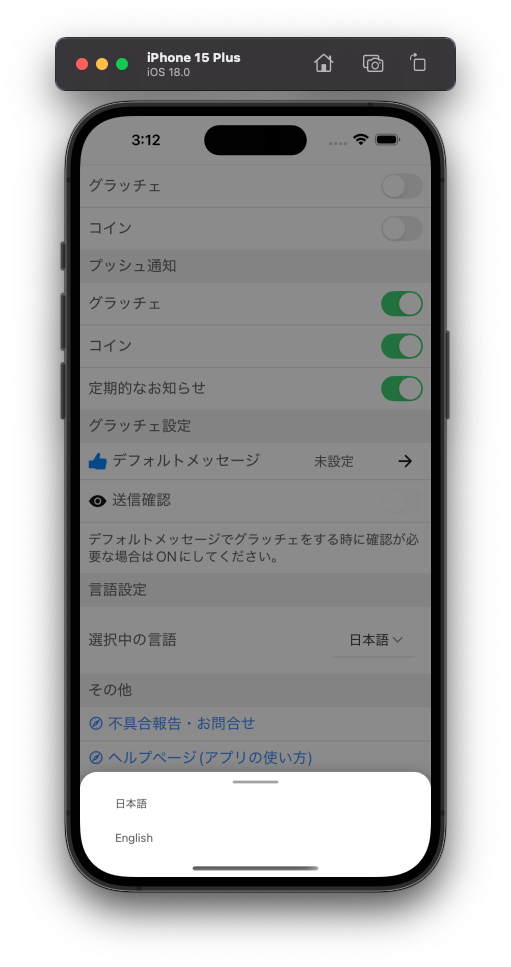 iPhone 15 Plus
iOS 18.0
3:12
グラッチェ
コイン
プッシュ通知
グラッチェ
コイン
定期的なお知らせ
グラッチェ設定
デフォルトメッセージ 未設定
送信確認
デフォルトメッセージでグラッチェをする時に確認が必
要な場合はONにしてください。
言語設定
選択中の言語 日本語
その他
不具合報告・お問合せ
ヘルプページ(アプリの使い方)
日本語
English